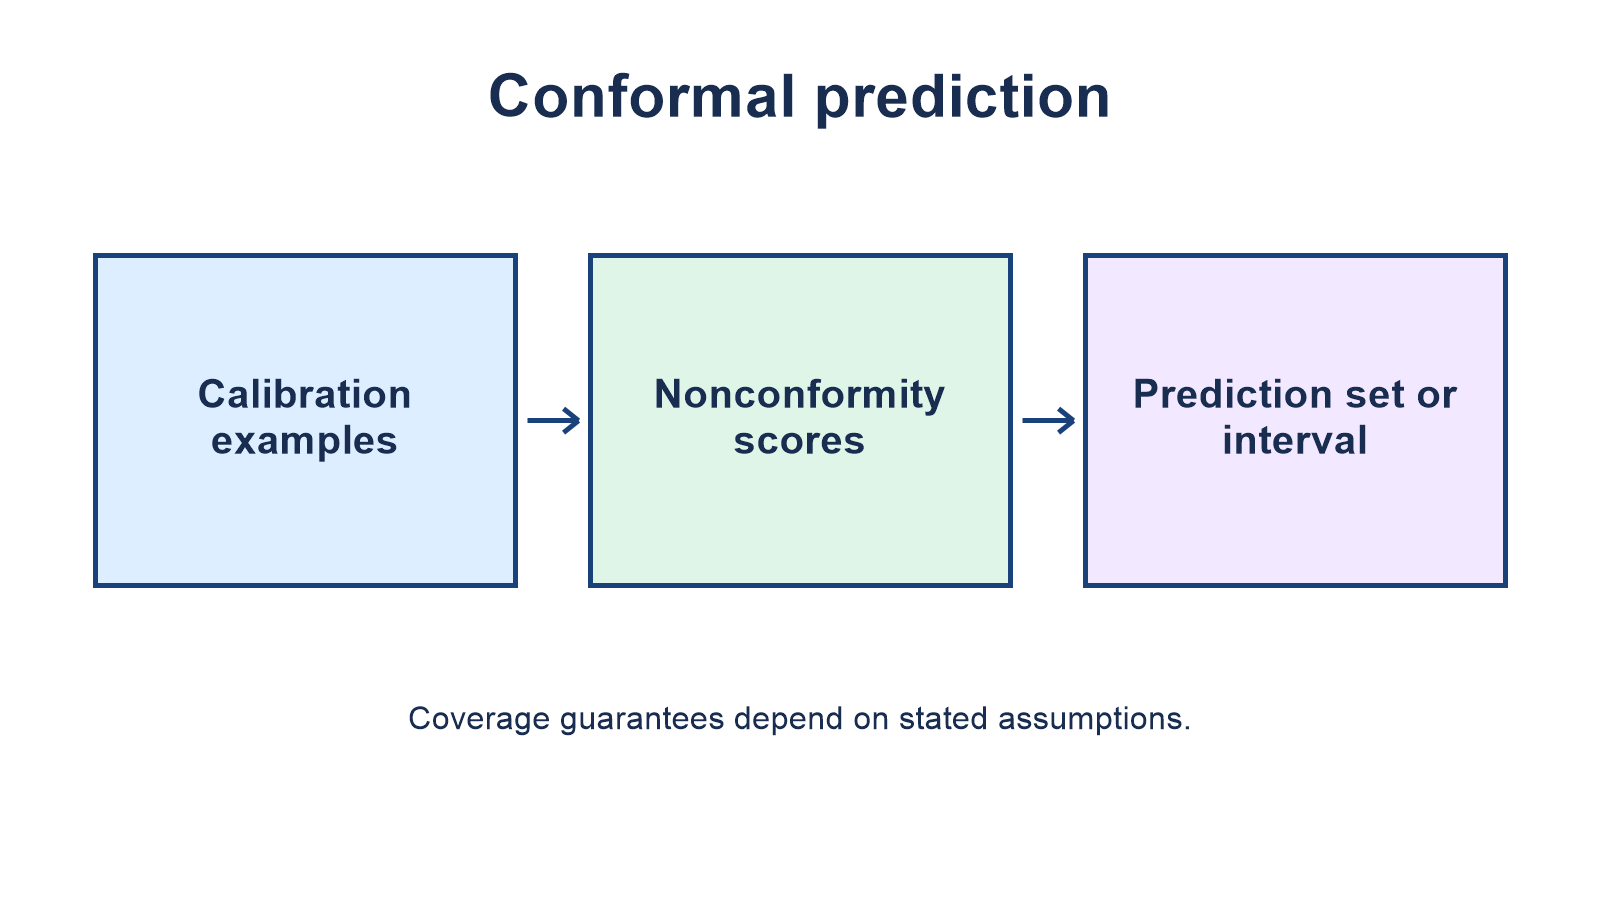 Conformal prediction
Calibration
examples
Nonconformity
scores
Prediction set or
interval
Coverage guarantees depend on stated assumptions.